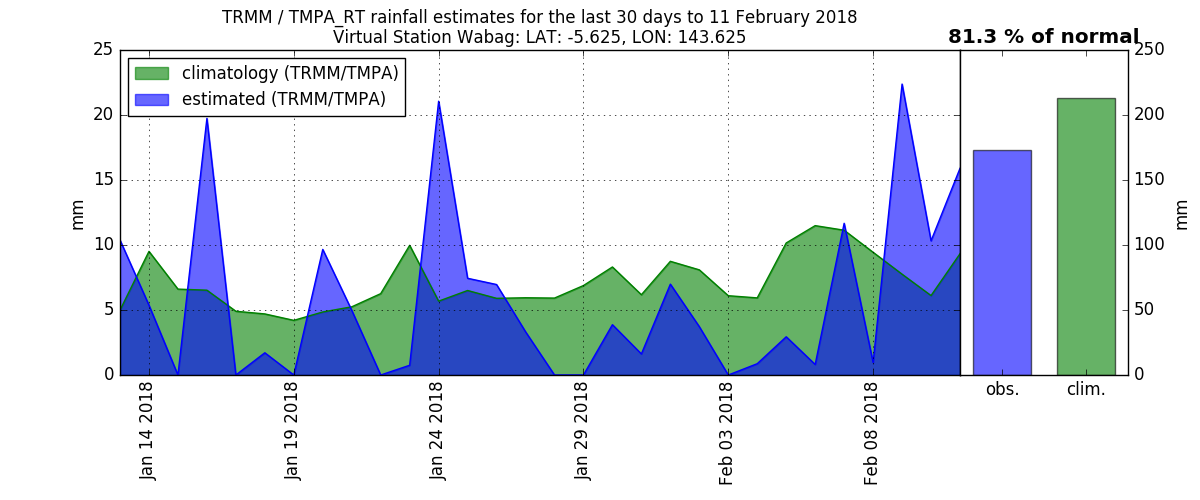 TRMM / TMPA_RT rainfall estimates for the last 30 days to 11 February 2018
Virtual Station Wabag: LAT: -5.625, LON: 143.625
81.3 % of normal
climatology (TRMM/TMPA)
estimated (TRMM/TMPA)
25
20
15
10
5
0
mm
Jan 14 2018
Jan 19 2018
Jan 24 2018
Jan 29 2018
Feb 03 2018
Feb 08 2018
250
200
150
100
50
0
mm
obs.
clim.